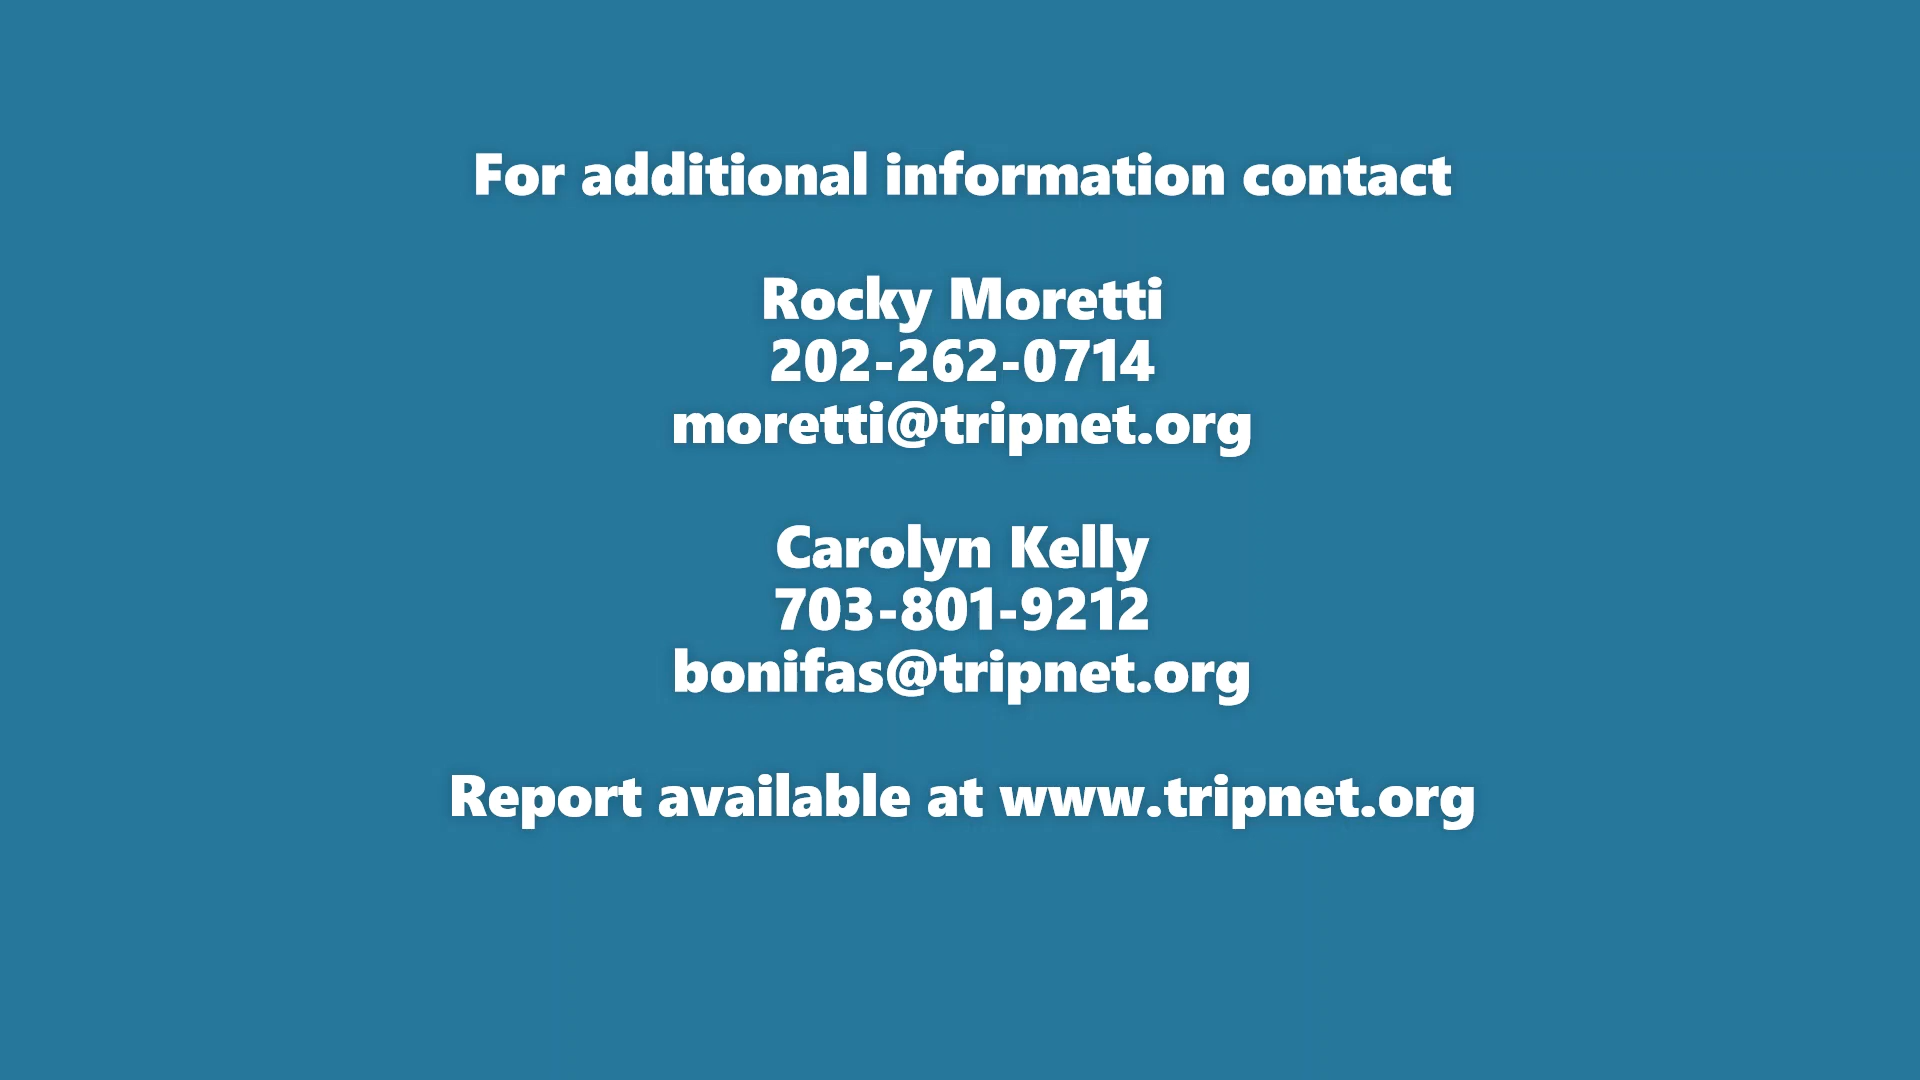 For additional information contact
Rocky Moretti
202-262-0714
moretti@tripnet.org
Carolyn Kelly
703-801-9212
bonifas@tripnet.org
Report available at www.tripnet.org